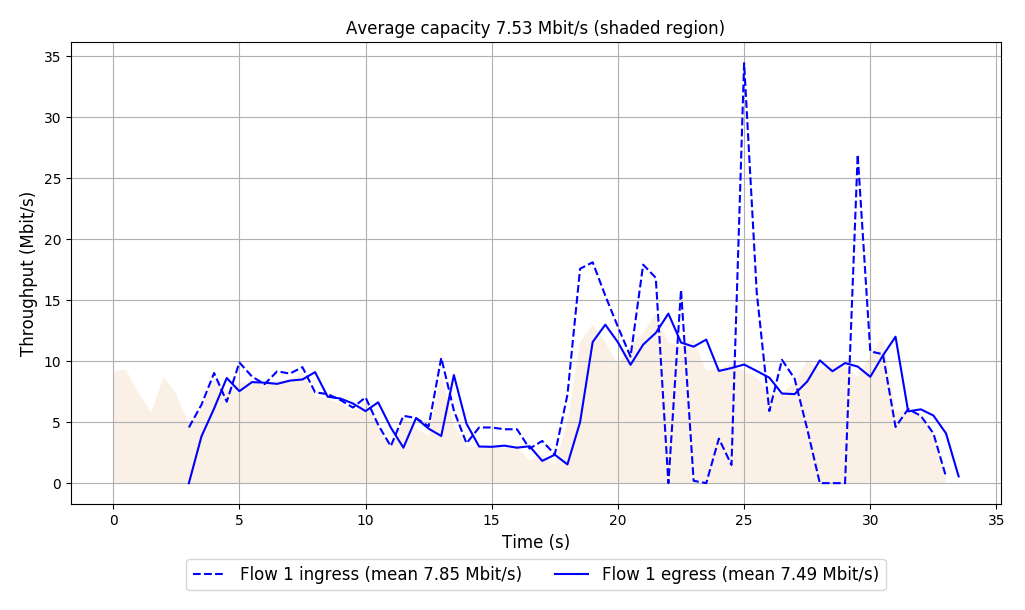 Average capacity 7.53 Mbit/s (shaded region)
35
30
25
20
15
10
5
0
Throughput (Mbit/s)
0 5 10 15 20 25 30 35
Time (s)
Flow 1 ingress (mean 7.85 Mbit/s) Flow 1 egress (mean 7.49 Mbit/s)